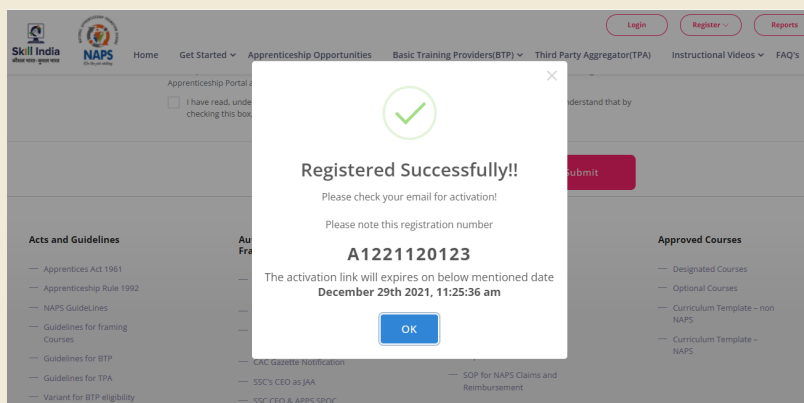 Login
Register
Reports
Skill India
कौशल भारत-कुशल भारत
NAPS
Home
Get Started
Apprenticeship Opportunities
Basic Training Providers(BTP)
Third Party Aggregator(TPA)
Instructional Videos
FAQ's
Apprenticeship Portal a
I have read, unde
nderstand that by
checking this box,
Submit
Registered Successfully!!
Please check your email for activation!
Please note this registration number
A1221120123
The activation link will expires on below mentioned date
December 29th 2021, 11:25:36 am
OK
Acts and Guidelines
Apprentices Act 1961
Apprenticeship Rule 1992
NAPS GuideLines
Guidelines for framing
Courses
Guidelines for BTP
Guidelines for TPA
Variant for BTP eligibility
Au
Fra
CAC Gazette Notification
SSC's CEO as JAA
SSC CEO & APPS SPOC
SOP for NAPS Claims and
Reimbursement
Approved Courses
Designated Courses
Optional Courses
Curriculum Template – non
NAPS
Curriculum Template –
NAPS